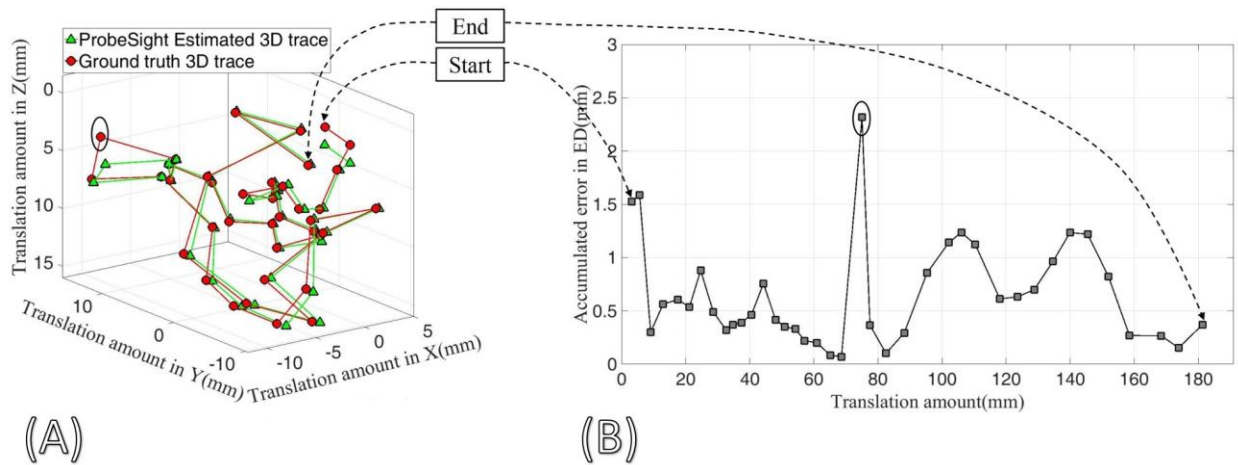 ProbeSight Estimated 3D trace
Ground truth 3D trace
End
Start
Translation amount in Z(mm)
0
5
10
15
10
0
-10
Translation amount in Y(mm)
-10
-5
0
5
Translation amount in X(mm)
(A)
Accumulated error in ED(mm)
3
2.5
2
1.5
1
0.5
0
0 20 40 60 80 100 120 140 160 180
Translation amount(mm)
(B)